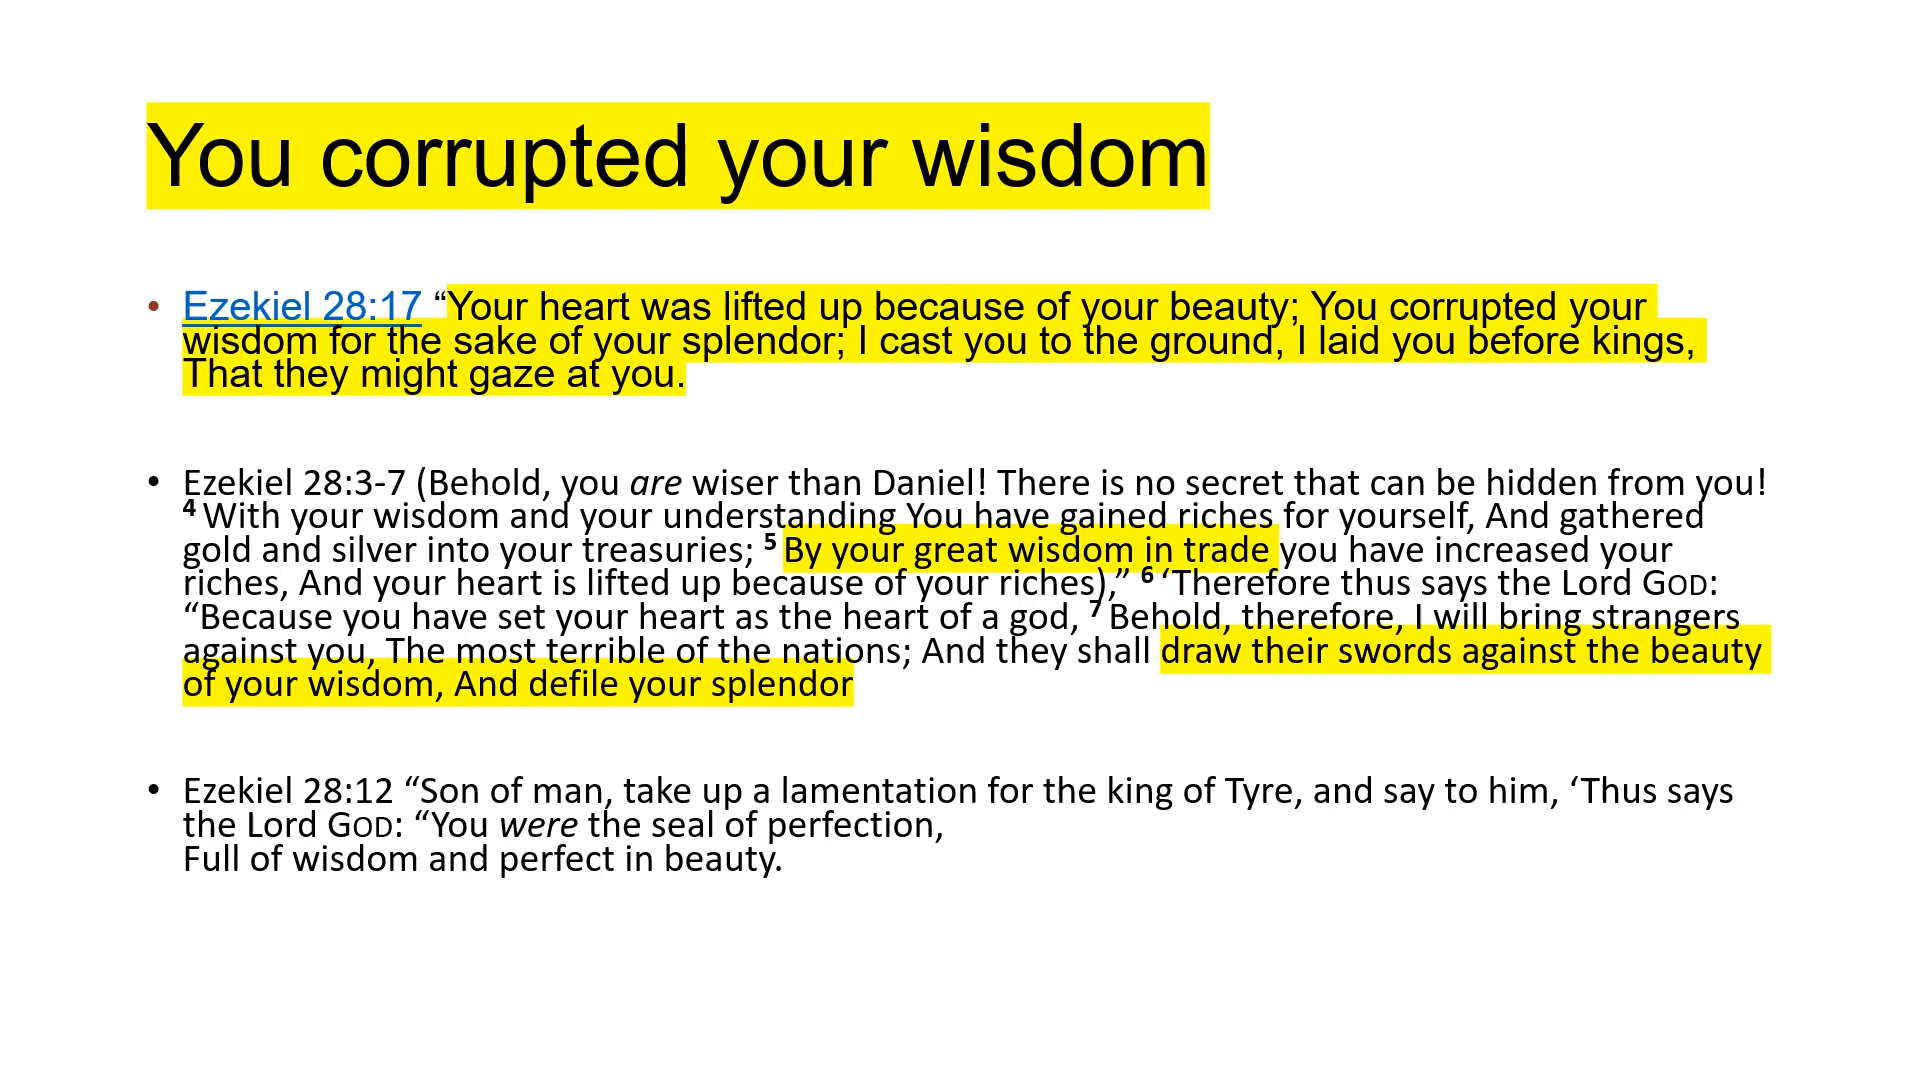 You corrupted your wisdom
• Ezekiel 28:17 “Your heart was lifted up because of your beauty; You corrupted your
wisdom for the sake of your splendor; I cast you to the ground, I laid you before kings,
That they might gaze at you.
• Ezekiel 28:3-7 (Behold, you are wiser than Daniel! There is no secret that can be hidden from you!
4 With your wisdom and your understanding You have gained riches for yourself, And gathered
gold and silver into your treasuries; 5 By your great wisdom in trade you have increased your
riches, And your heart is lifted up because of your riches),” 6 ‘Therefore thus says the Lord GOD:
“Because you have set your heart as the heart of a god, 7 Behold, therefore, I will bring strangers
against you, The most terrible of the nations; And they shall draw their swords against the beauty
of your wisdom, And defile your splendor
• Ezekiel 28:12 “Son of man, take up a lamentation for the king of Tyre, and say to him, ‘Thus says
the Lord GOD: “You were the seal of perfection,
Full of wisdom and perfect in beauty.